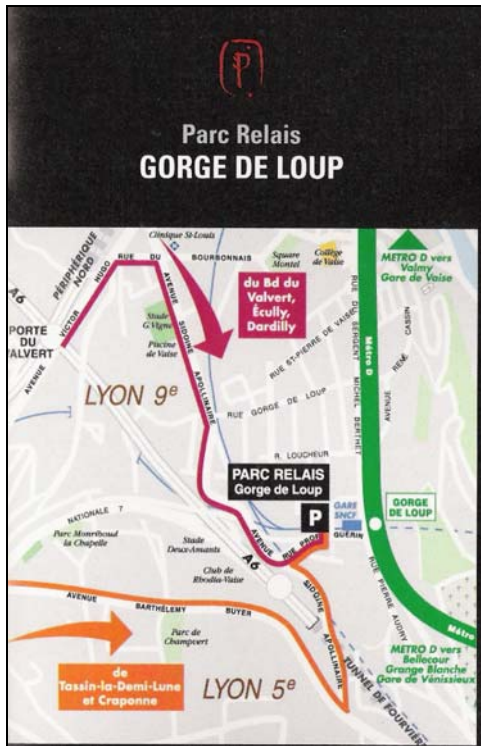 P
Parc Relais
GORGE DE LOUP
Clinique St-Louis
PÉRIPHÉRIQUE
NORD
A6
PORTE
DU
VALVERT
AVENUE VICTOR HUGO
RUE DU BOURBONNAIS
AVENUE SIDOINE APOLLINAIRE
Square
Montel
Collège
de Vaise
METRO D vers
Valmy
Gare de Vaise
du Bd du
Valvert,
Écully,
Dardilly
Stade
G.Vigne
Piscine
de Vaise
RUE ST-PIERRE DE VAISE
RUE DU SERGENT MICHEL BERTHET
Métro D
AVENUE RENÉ CASSIN
LYON 9e
RUE GORGE DE LOUP
R. LOUCHEUR
PARC RELAIS
Gorge de Loup
P
GARE
SNCF
GORGE
DE LOUP
NATIONALE 7
Parc Montribloud
la Chapelle
Stade
Deux-Amants
A6
AVENUE
RUE PROF.
GUÉRIN
Club de
Rhodia-Vaise
SIDOINE APOLLINAIRE
RUE PIERRE AUDRY
AVENUE BARTHÉLEMY BUYER
Parc de
Champvert
Métro
TUNNEL DE FOURVIÈRE
METRO D vers
Bellecour
Grange Blanche
Gare de Vénissieux
de
Tassin-la-Demi-Lune
et Craponne
LYON 5e